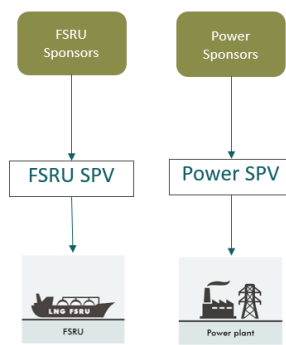 FSRU
Sponsors
Power
Sponsors
FSRU SPV
Power SPV
LNG FSRU
FSRU
Power plant